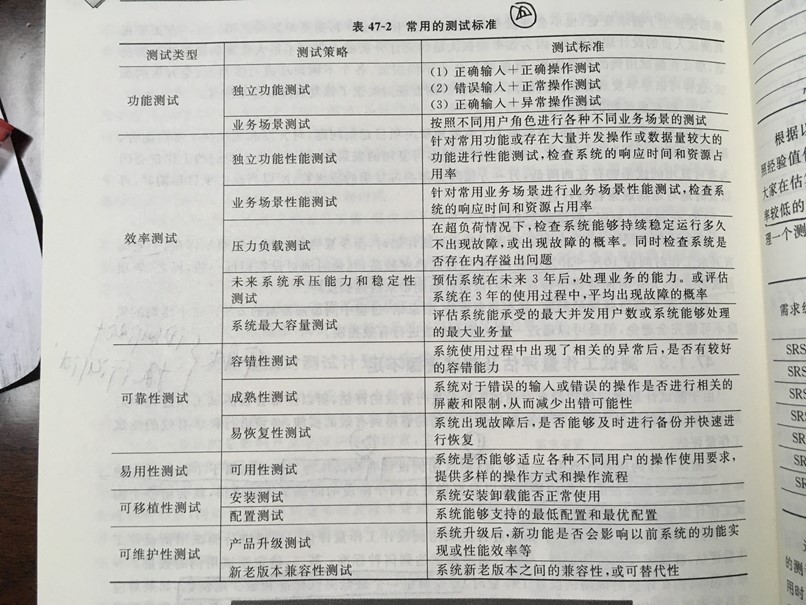 表 47-2 常用的测试标准
测试类型 测试策略 测试标准
功能测试 独立功能测试 (1) 正确输入＋正确操作测试
(2) 错误输入＋正常操作测试
(3) 正确输入＋异常操作测试
业务场景测试 按照不同用户角色进行各种不同业务场景的测试
效率测试 独立功能性能测试 针对常用功能或存在大量并发操作或数据量较大的
功能进行性能测试，检查系统的响应时间和资源占
用率
业务场景性能测试 针对常用业务场景进行业务场景性能测试，检查系
统的响应时间和资源占用率
压力负载测试 在超负荷情况下，检查系统能够持续稳定运行多久
不出现故障，或出现故障的概率。同时检查系统是
否存在内存溢出问题
未来系统承压能力和稳定性
测试 预估系统在未来 3 年后，处理业务的能力。或评估
系统在 3 年的使用过程中，平均出现故障的概率
系统最大容量测试 评估系统能承受的最大并发用户数或系统能够处理
的最大业务量
可靠性测试 容错性测试 系统使用过程中出现了相关的异常后，是否有较好
的容错能力
成熟性测试 系统对于错误的输入或错误的操作是否进行相关的
屏蔽和限制，从而减少出错可能性
易恢复性测试 系统出现故障后，是否能够及时进行备份并快速进
行恢复
易用性测试 可用性测试 系统是否能够适应各种不同用户的操作使用要求，
提供多样的操作方式和操作流程
可移植性测试 安装测试 系统安装卸载能否正常使用
配置测试 系统能够支持的最低配置和最优配置
可维护性测试 产品升级测试 系统升级后，新功能是否会影响以前系统的功能实
现或性能效率等
新老版本兼容性测试 系统新老版本之间的兼容性，或可替代性
根据以
照经验值估
大家在估
率较低的
理一个测
需求编
SRS
SRS
SRS
SRS
SRS
SRS
SRS
的测
用时